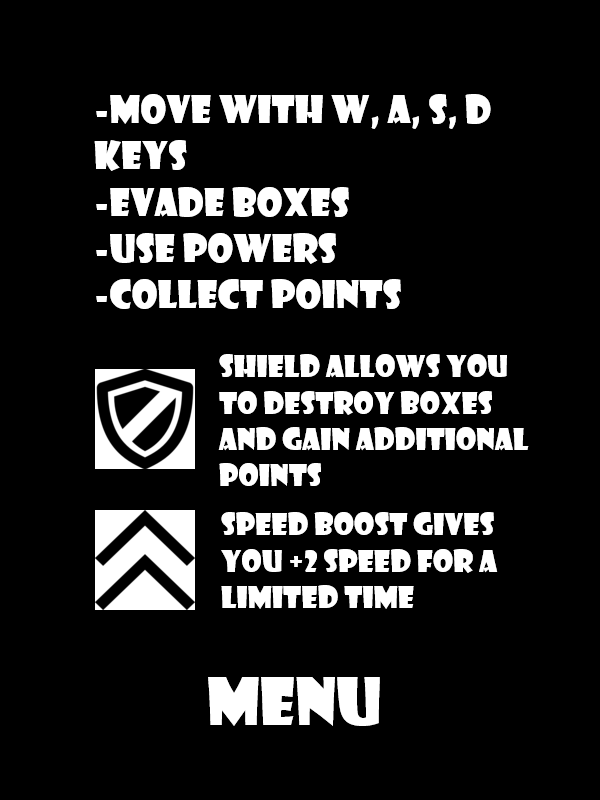 -MOVE WITH W, A, S, D
KEYS
-EVADE BOXES
-USE POWERS
-COLLECT POINTS
SHIELD ALLOWS YOU
TO DESTROY BOXES
AND GAIN ADDITIONAL
POINTS
SPEED BOOST GIVES
YOU +2 SPEED FOR A
LIMITED TIME
MENU